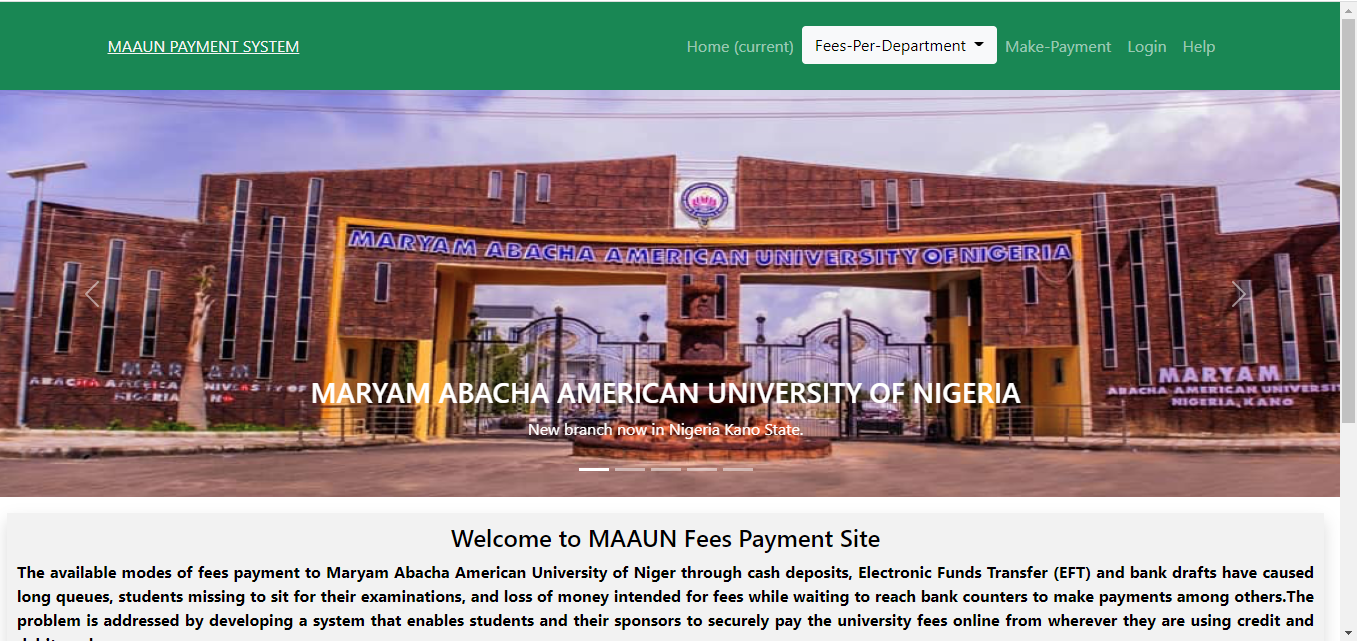 MAAUN PAYMENT SYSTEM
Home (current) Fees-Per-Department Make-Payment Login Help
MARYAM ABACHA AMERICAN UNIVERSITY OF NIGERIA
MARYAM
ABACHA AMERICAN UNIVERSITY OF
NIGERIA
MARYAM
ABACHA AMERICAN UNIVERSIT
NIGERIA, KANO
MARYAM ABACHA AMERICAN UNIVERSITY OF NIGERIA
New branch now in Nigeria Kano State.
Welcome to MAAUN Fees Payment Site
The available modes of fees payment to Maryam Abacha American University of Niger through cash deposits, Electronic Funds Transfer (EFT) and bank drafts have caused
long queues, students missing to sit for their examinations, and loss of money intended for fees while waiting to reach bank counters to make payments among others.The
problem is addressed by developing a system that enables students and their sponsors to securely pay the university fees online from wherever they are using credit and